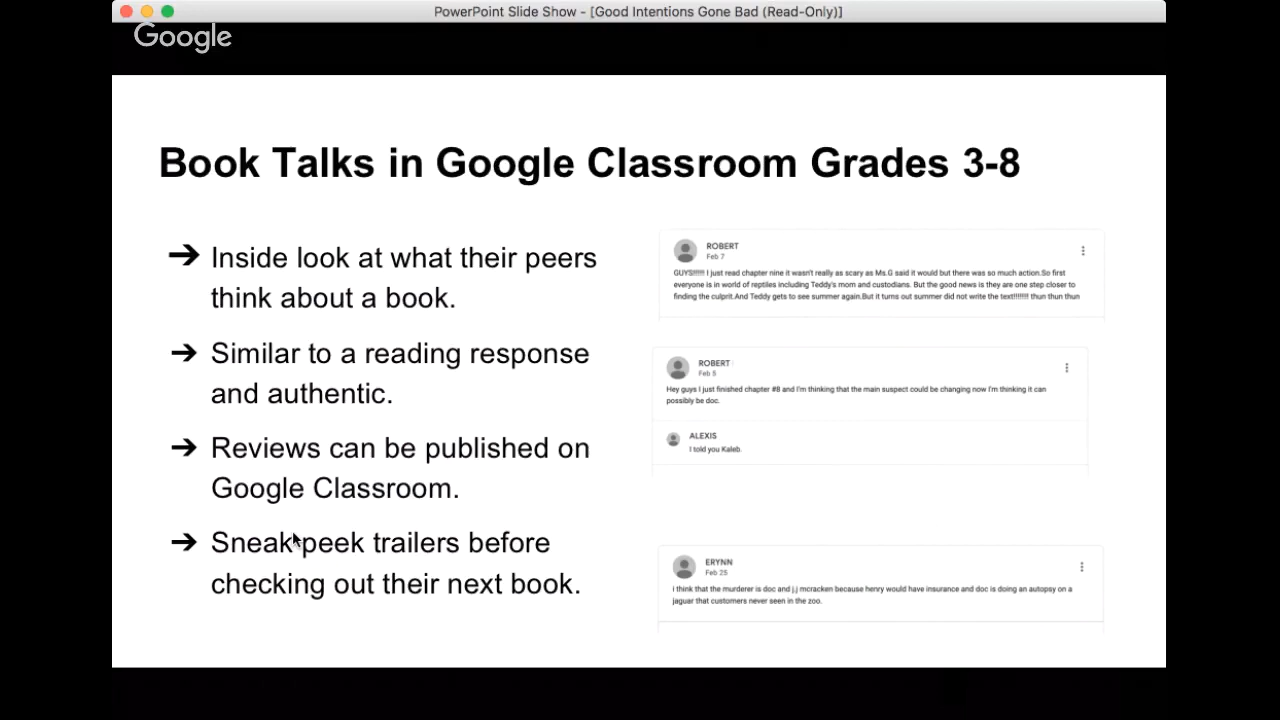 PowerPoint Slide Show - [Good Intentions Gone Bad (Read-Only)]
Google
Book Talks in Google Classroom Grades 3-8
➔ Inside look at what their peers
think about a book.
➔ Similar to a reading response
and authentic.
➔ Reviews can be published on
Google Classroom.
➔ Sneak peek trailers before
checking out their next book.
ROBERT
Feb 7
GUYS!!!!!! I just read chapter nine it wasn't really as scary as Ms.G said it would but there was so much action.So first
everyone is in world of reptiles including Teddy's mom and custodians. But the good news is they are one step closer to
finding the culprit.And Teddy gets to see summer again.But it turns out summer did not write the text!!!!!!! thun thun thun
ROBERT
Feb 5
Hey guys I just finished chapter #8 and I'm thinking that the main suspect could be changing now I'm thinking it can
possibly be doc.
ALEXIS
I told you Kaleb.
ERYNN
Feb 25
i think that the murderer is doc and j.j mcracken because henry would have insurance and doc is doing an autopsy on a
jaguar that customers never seen in the zoo.